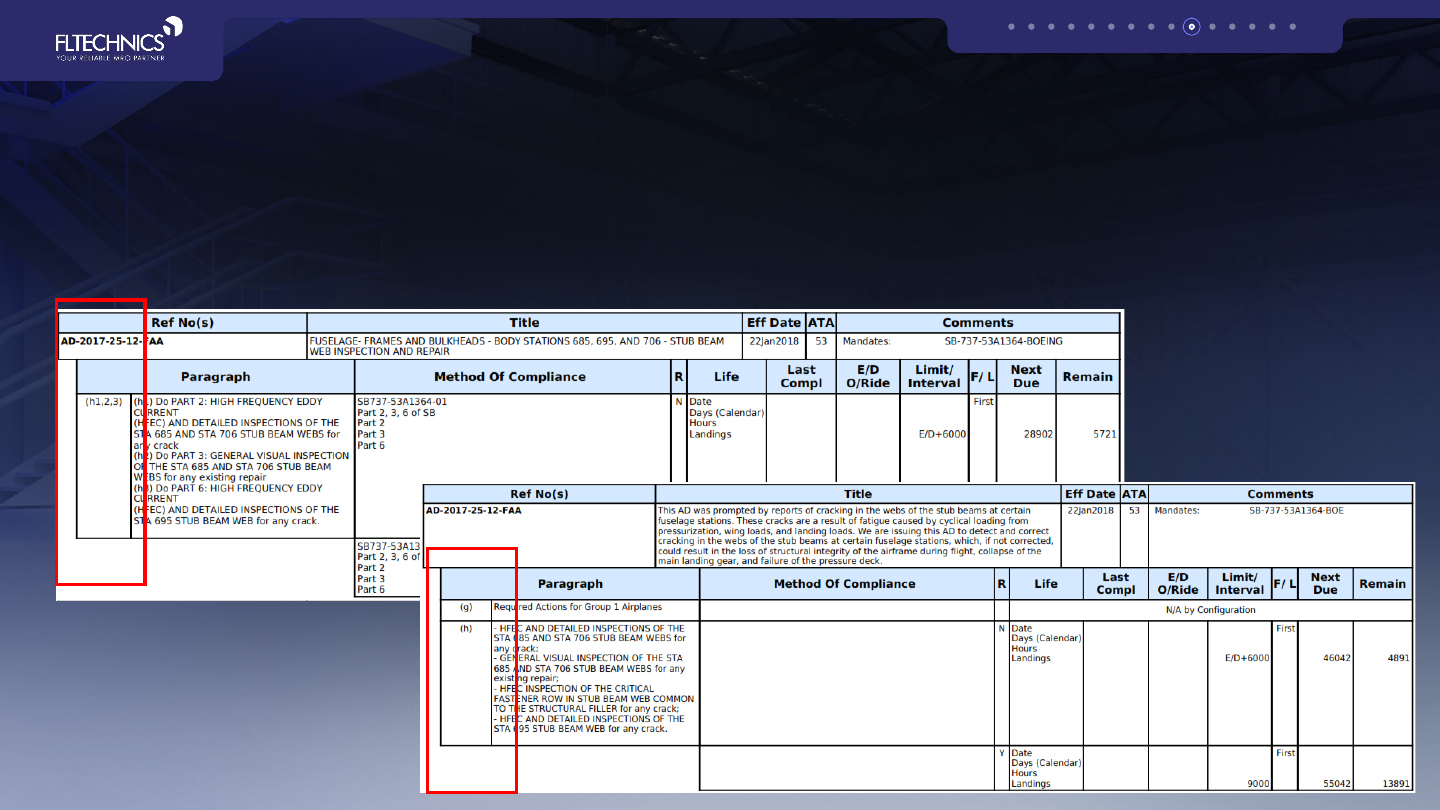 FLTECHNICS
YOUR RELIABLE MRO PARTNER
Ref No(s) Title Eff Date ATA Comments
AD-2017-25-12-FAA FUSELAGE- FRAMES AND BULKHEADS - BODY STATIONS 685, 695, AND 706 - STUB BEAM 22Jan2018 53 Mandates: SB-737-53A1364-BOEING
WEB INSPECTION AND REPAIR
Paragraph Method Of Compliance R Life Last Compl E/D O/Ride Limit/ Interval F/ L Next Due Remain
(h1,2,3) (h1) Do PART 2: HIGH FREQUENCY EDDY SB737-53A1364-01 N Date First
CURRENT Part 2, 3, 6 of SB Days (Calendar)
(HFEC) AND DETAILED INSPECTIONS OF THE Part 2 Hours
STA 685 AND STA 706 STUB BEAM WEBS for Part 3 Landings E/D+6000 28902 5721
any crack Part 6
(h2) Do PART 3: GENERAL VISUAL INSPECTION
OF THE STA 685 AND STA 706 STUB BEAM
WEBS for any existing repair
(h3) Do PART 6: HIGH FREQUENCY EDDY
CURRENT
(HFEC) AND DETAILED INSPECTIONS OF THE
STA 695 STUB BEAM WEB for any crack.
SB737-53A13
Part 2, 3, 6 of
Part 2
Part 3
Part 6
Ref No(s) Title Eff Date ATA Comments
AD-2017-25-12-FAA This AD was prompted by reports of cracking in the webs of the stub beams at certain 22Jan2018 53 Mandates: SB-737-53A1364-BOE
fuselage stations. These cracks are a result of fatigue caused by cyclical loading from
pressurization, wing loads, and landing loads. We are issuing this AD to detect and correct
cracking in the webs of the stub beams at certain fuselage stations, which, if not corrected,
could result in the loss of structural integrity of the airframe during flight, collapse of the
main landing gear, and failure of the pressure deck.
Paragraph Method Of Compliance R Life Last Compl E/D O/Ride Limit/ Interval F/ L Next Due Remain
(g) Required Actions for Group 1 Airplanes N/A by Configuration
(h) - HFEC AND DETAILED INSPECTIONS OF THE N Date First
STA 685 AND STA 706 STUB BEAM WEBS for Days (Calendar)
any crack; Hours
- GENERAL VISUAL INSPECTION OF THE STA Landings E/D+6000 46042 4891
685 AND STA 706 STUB BEAM WEBS for any
existing repair;
- HFEC INSPECTION OF THE CRITICAL
FASTENER ROW IN STUB BEAM WEB COMMON
TO THE STRUCTURAL FILLER for any crack;
- HFEC AND DETAILED INSPECTIONS OF THE
STA 695 STUB BEAM WEB for any crack.
Y Date First
Days (Calendar)
Hours
Landings 9000 55042 13891